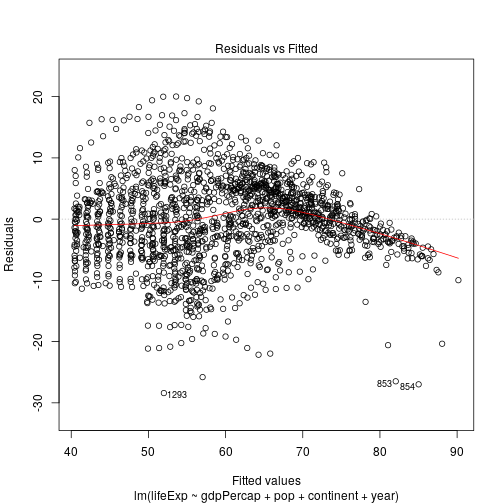 Residuals vs Fitted
20
10
0
-10
-20
-30
Residuals
1293
853
854
40 50 60 70 80 90
Fitted values
lm(lifeExp ~ gdpPercap + pop + continent + year)